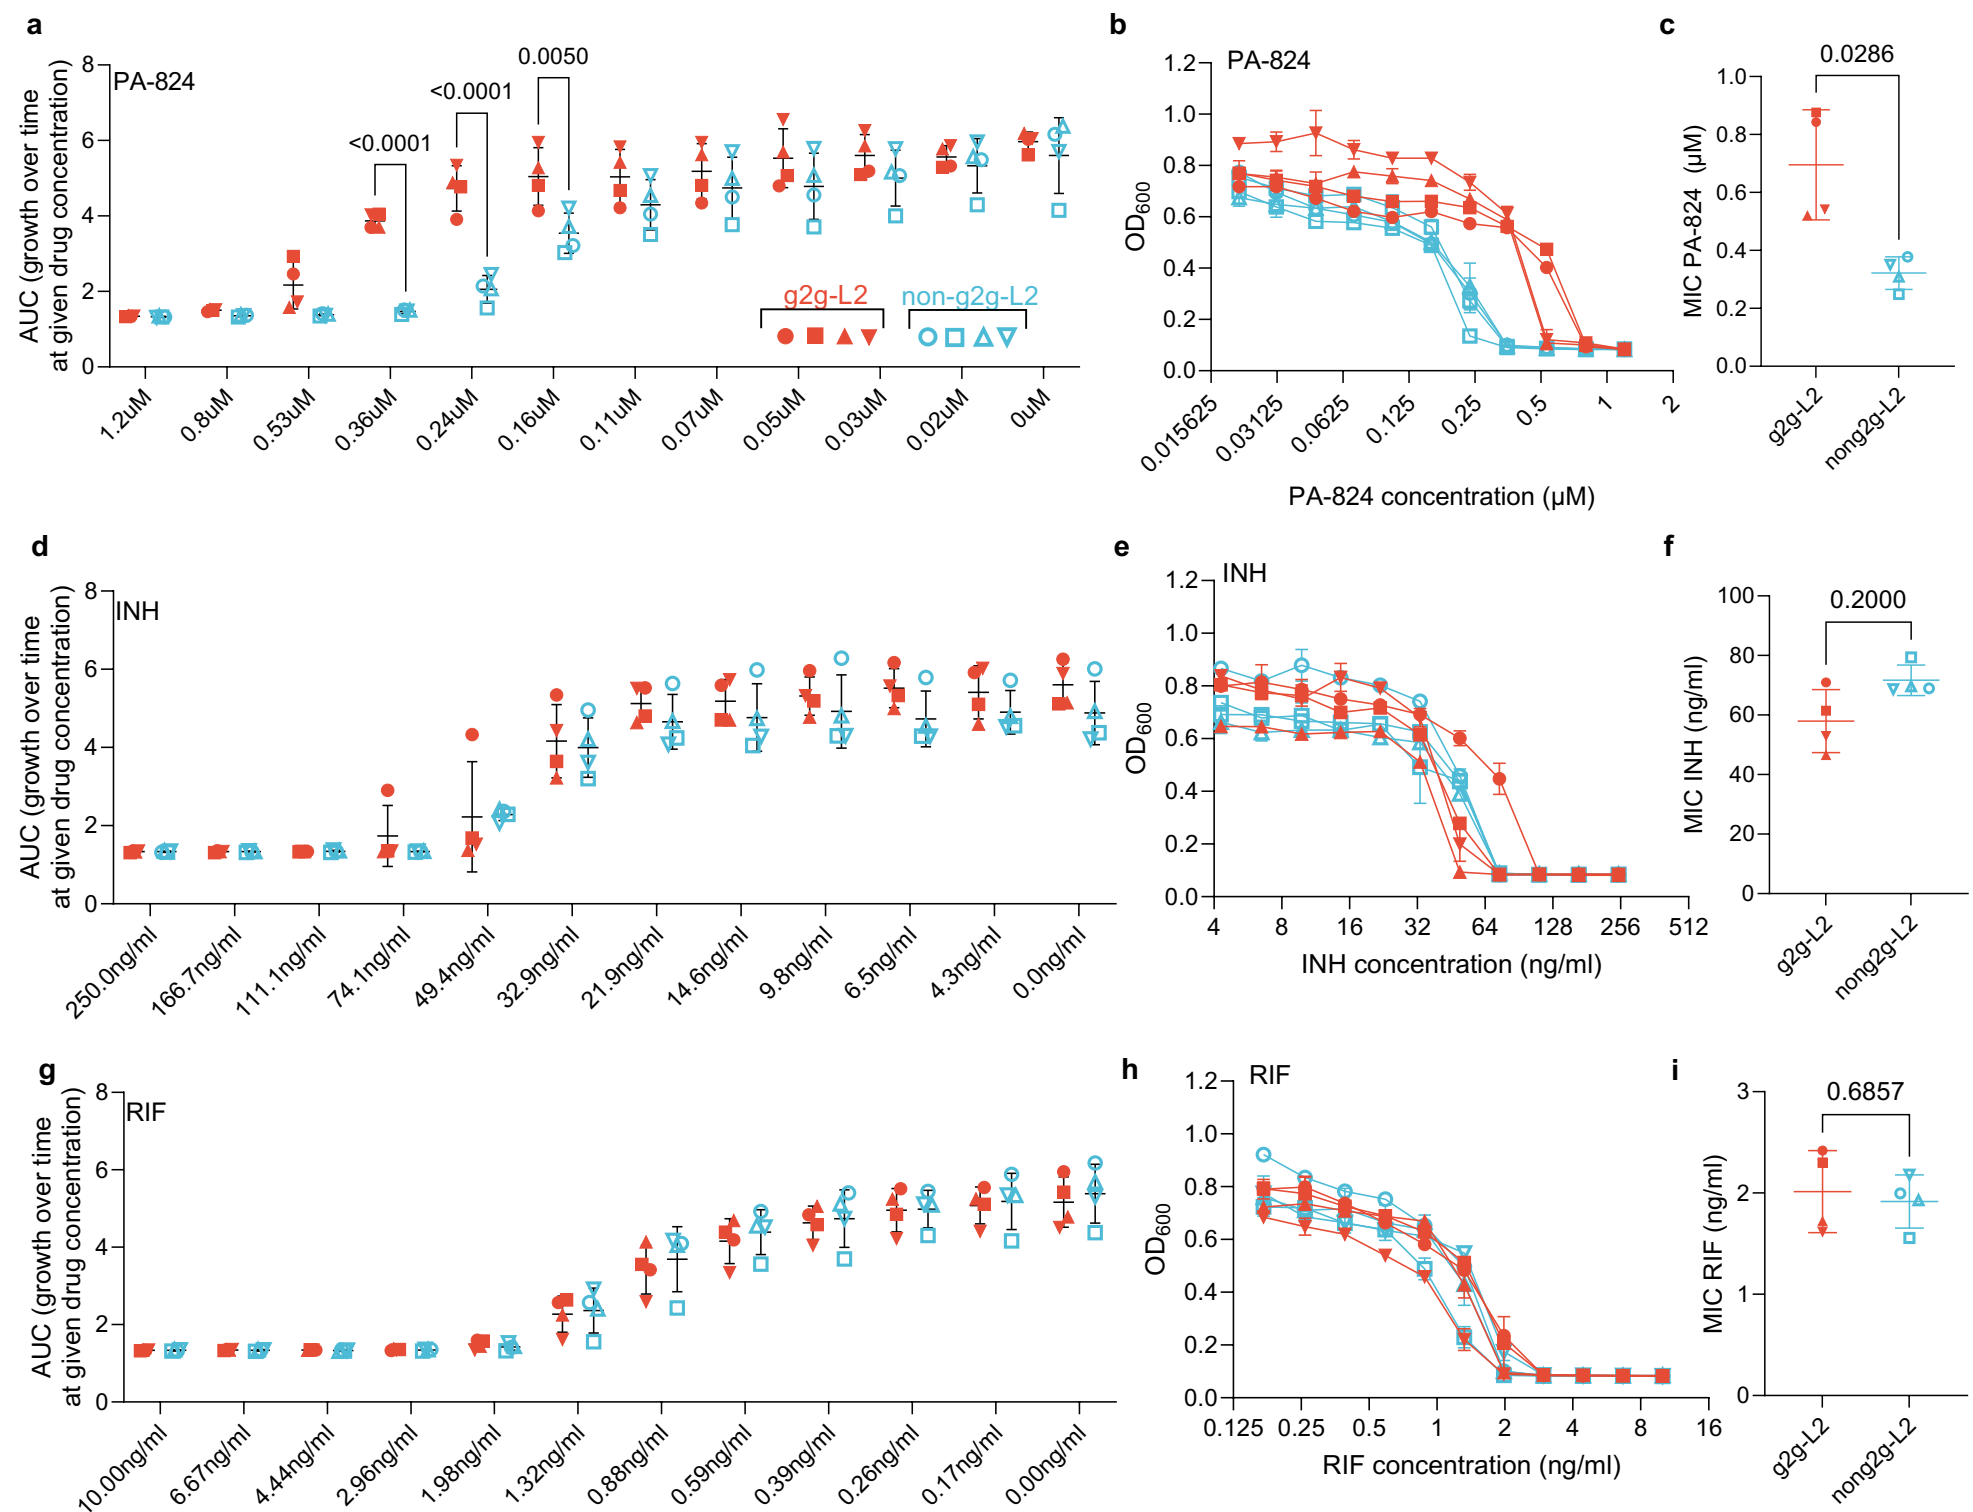 a
AUC (growth over time
at given drug concentration)
PA-824
8
6
4
2
0
<0.0001
<0.0001
0.0050
g2g-L2
non-g2g-L2
1.2uM
0.8uM
0.53uM
0.36uM
0.24uM
0.16uM
0.11uM
0.07uM
0.05uM
0.03uM
0.02uM
0uM
b
PA-824
OD600
1.2
1.0
0.8
0.6
0.4
0.2
0.0
0.015625
0.03125
0.0625
0.125
0.25
0.5
1
2
PA-824 concentration (µM)
c
0.0286
MIC PA-824 (µM)
1.0
0.8
0.6
0.4
0.2
0.0
g2g-L2
nong2g-L2
d
AUC (growth over time
at given drug concentration)
INH
8
6
4
2
0
250.0ng/ml
166.7ng/ml
111.1ng/ml
74.1ng/ml
49.4ng/ml
32.9ng/ml
21.9ng/ml
14.6ng/ml
9.8ng/ml
6.5ng/ml
4.3ng/ml
0.0ng/ml
e
INH
OD600
1.2
1.0
0.8
0.6
0.4
0.2
0.0
4
8
16
32
64
128
256
512
INH concentration (ng/ml)
f
0.2000
MIC INH (ng/ml)
100
80
60
40
20
0
g2g-L2
nong2g-L2
g
AUC (growth over time
at given drug concentration)
RIF
8
6
4
2
0
10.00ng/ml
6.67ng/ml
4.44ng/ml
2.96ng/ml
1.98ng/ml
1.32ng/ml
0.88ng/ml
0.59ng/ml
0.39ng/ml
0.26ng/ml
0.17ng/ml
0.00ng/ml
h
RIF
OD600
1.2
1.0
0.8
0.6
0.4
0.2
0.0
0.125
0.25
0.5
1
2
4
8
16
RIF concentration (ng/ml)
i
0.6857
MIC RIF (ng/ml)
3
2
1
0
g2g-L2
nong2g-L2